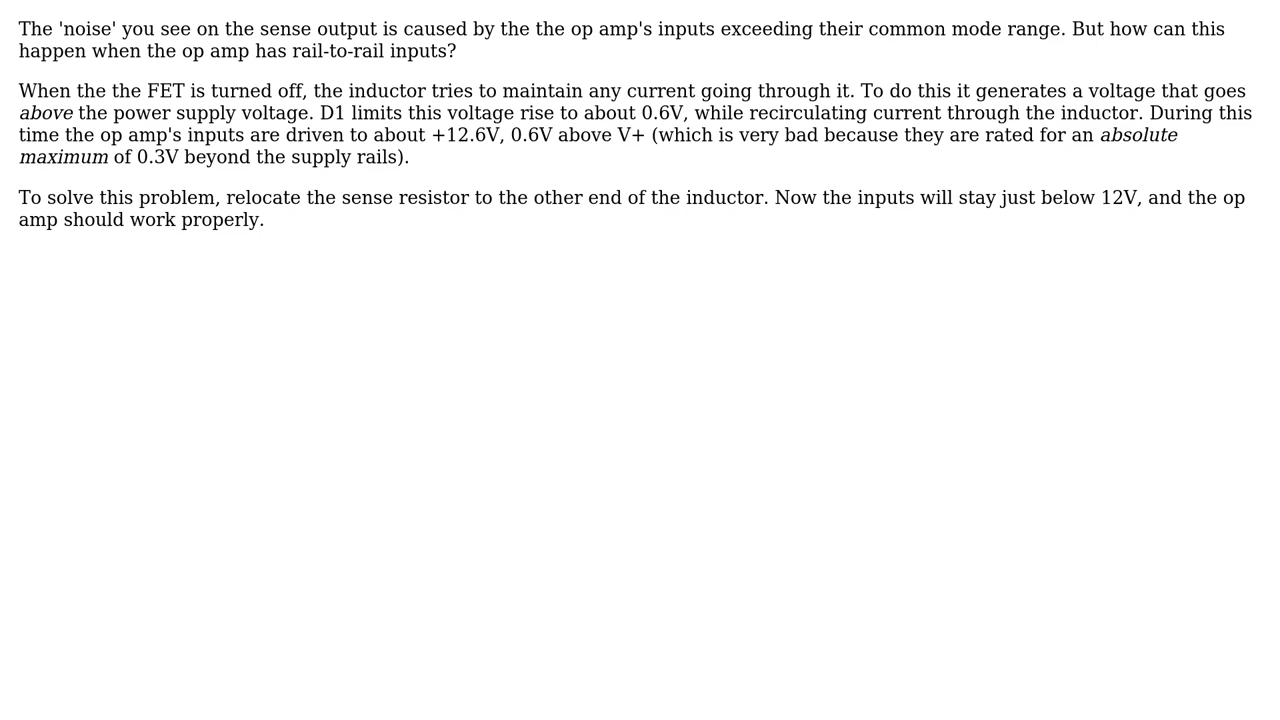 The 'noise' you see on the sense output is caused by the the op amp's inputs exceeding their common mode range. But how can this
happen when the op amp has rail-to-rail inputs?
When the the FET is turned off, the inductor tries to maintain any current going through it. To do this it generates a voltage that goes
above the power supply voltage. D1 limits this voltage rise to about 0.6V, while recirculating current through the inductor. During this
time the op amp's inputs are driven to about +12.6V, 0.6V above V+ (which is very bad because they are rated for an absolute
maximum of 0.3V beyond the supply rails).
To solve this problem, relocate the sense resistor to the other end of the inductor. Now the inputs will stay just below 12V, and the op
amp should work properly.